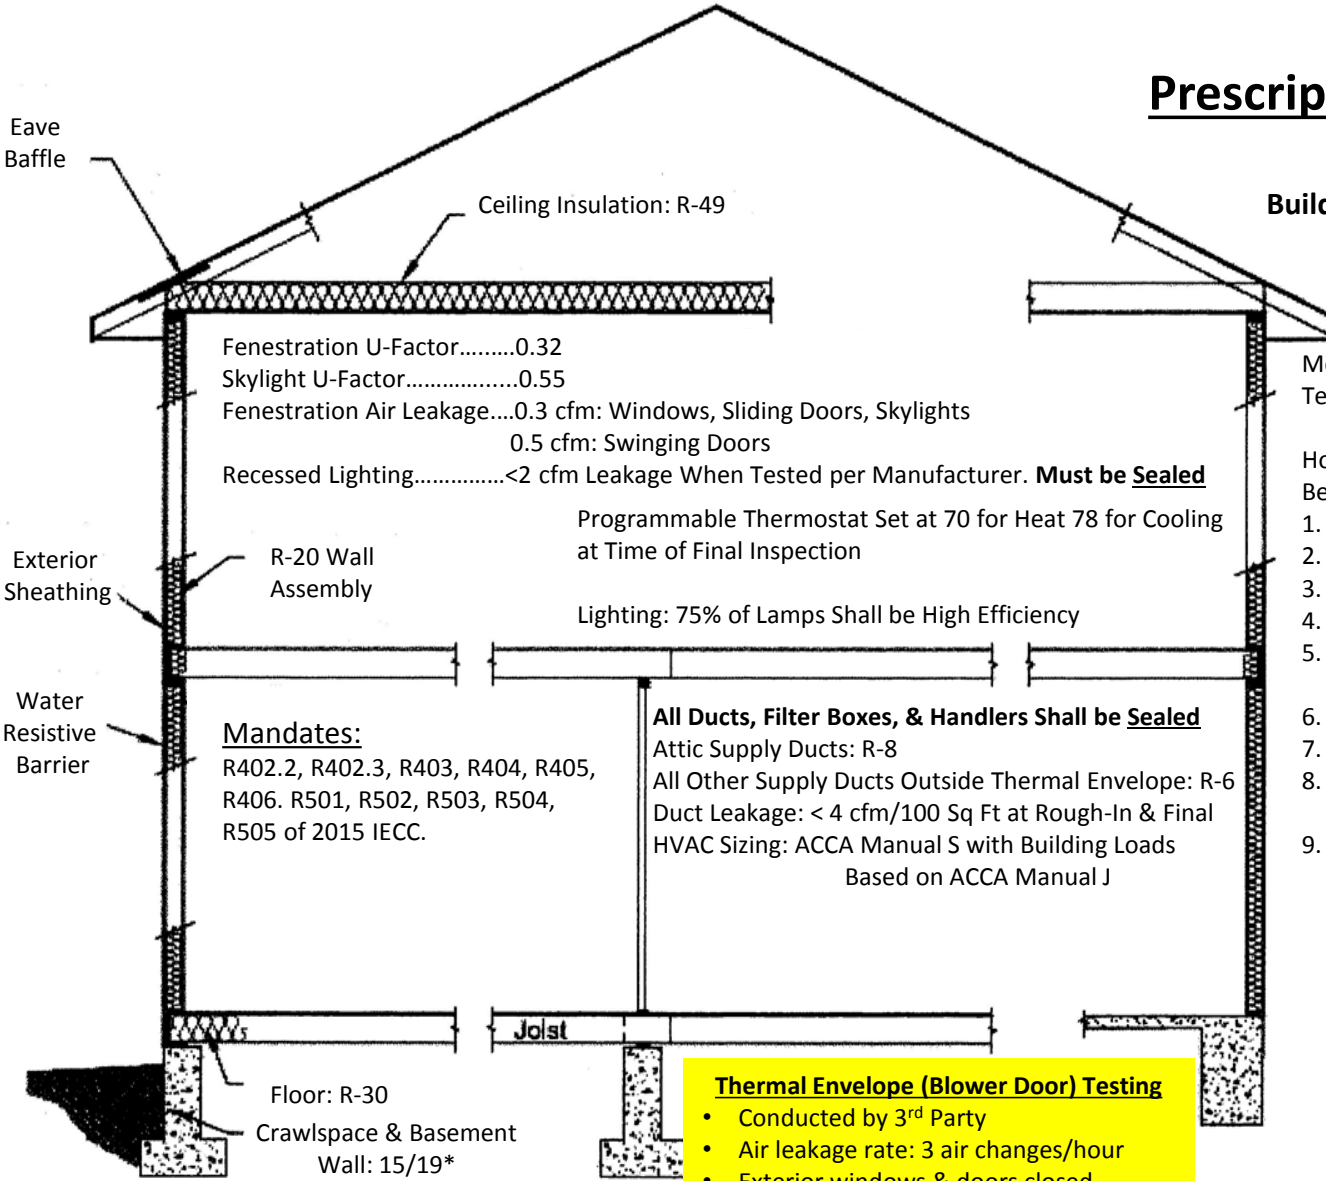 Prescrip
Eave
Baffle
Build
Ceiling Insulation: R-49
Fenestration U-Factor.........0.32
Skylight U-Factor...................0.55
Fenestration Air Leakage....0.3 cfm: Windows, Sliding Doors, Skylights
0.5 cfm: Swinging Doors
Recessed Lighting...............<2 cfm Leakage When Tested per Manufacturer. Must be Sealed
Programmable Thermostat Set at 70 for Heat 78 for Cooling
at Time of Final Inspection
Lighting: 75% of Lamps Shall be High Efficiency
Exterior
Sheathing
R-20 Wall
Assembly
Water
Resistive
Barrier
Mandates:
R402.2, R402.3, R403, R404, R405,
R406. R501, R502, R503, R504,
R505 of 2015 IECC.
All Ducts, Filter Boxes, & Handlers Shall be Sealed
Attic Supply Ducts: R-8
All Other Supply Ducts Outside Thermal Envelope: R-6
Duct Leakage: < 4 cfm/100 Sq Ft at Rough-In & Final
HVAC Sizing: ACCA Manual S with Building Loads
Based on ACCA Manual J
Te
Ho
Be
1.
2.
3.
4.
5.
6.
7.
8.
9.
Joist
Floor: R-30
Crawlspace & Basement
Wall: 15/19*
Thermal Envelope (Blower Door) Testing
• Conducted by 3rd Party
• Air leakage rate: 3 air changes/hour
• Exterior windows & doors closed